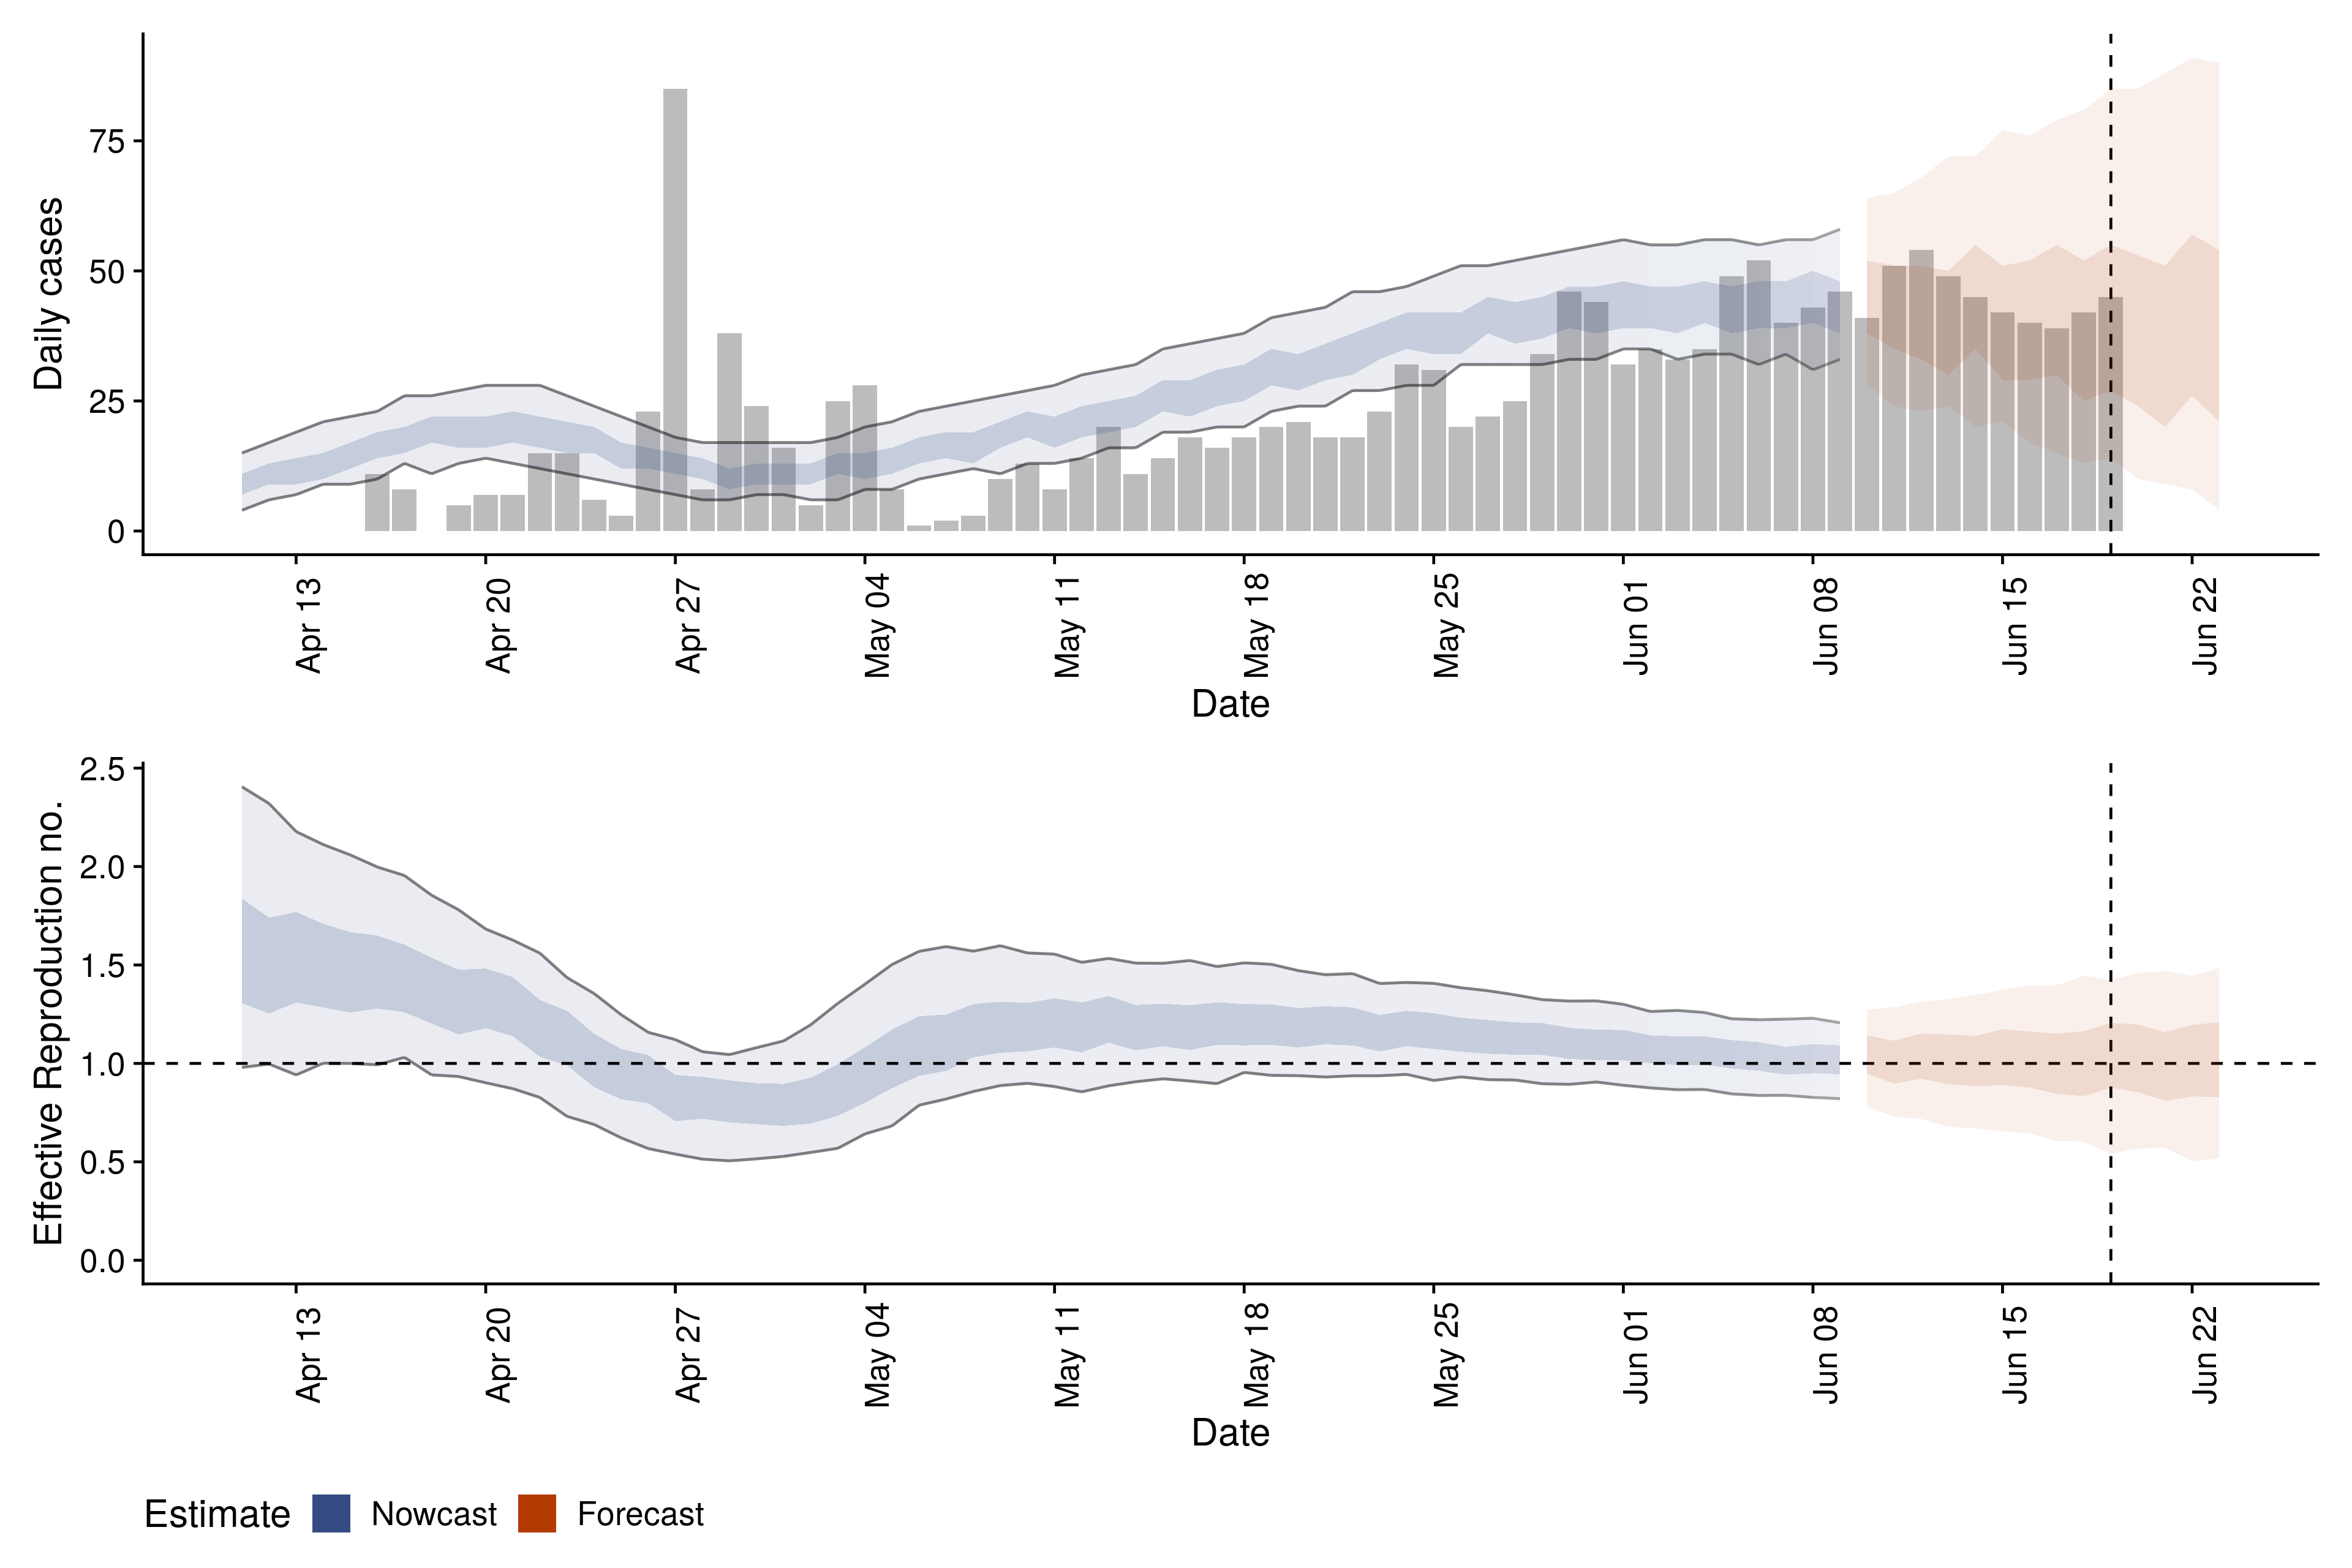 Daily cases
75
50
25
0
Apr 13
Apr 20
Apr 27
May 04
May 11
May 18
May 25
Jun 01
Jun 08
Jun 15
Jun 22
Date
Effective Reproduction no.
2.5
2.0
1.5
1.0
0.5
0.0
Apr 13
Apr 20
Apr 27
May 04
May 11
May 18
May 25
Jun 01
Jun 08
Jun 15
Jun 22
Date
Estimate Nowcast Forecast